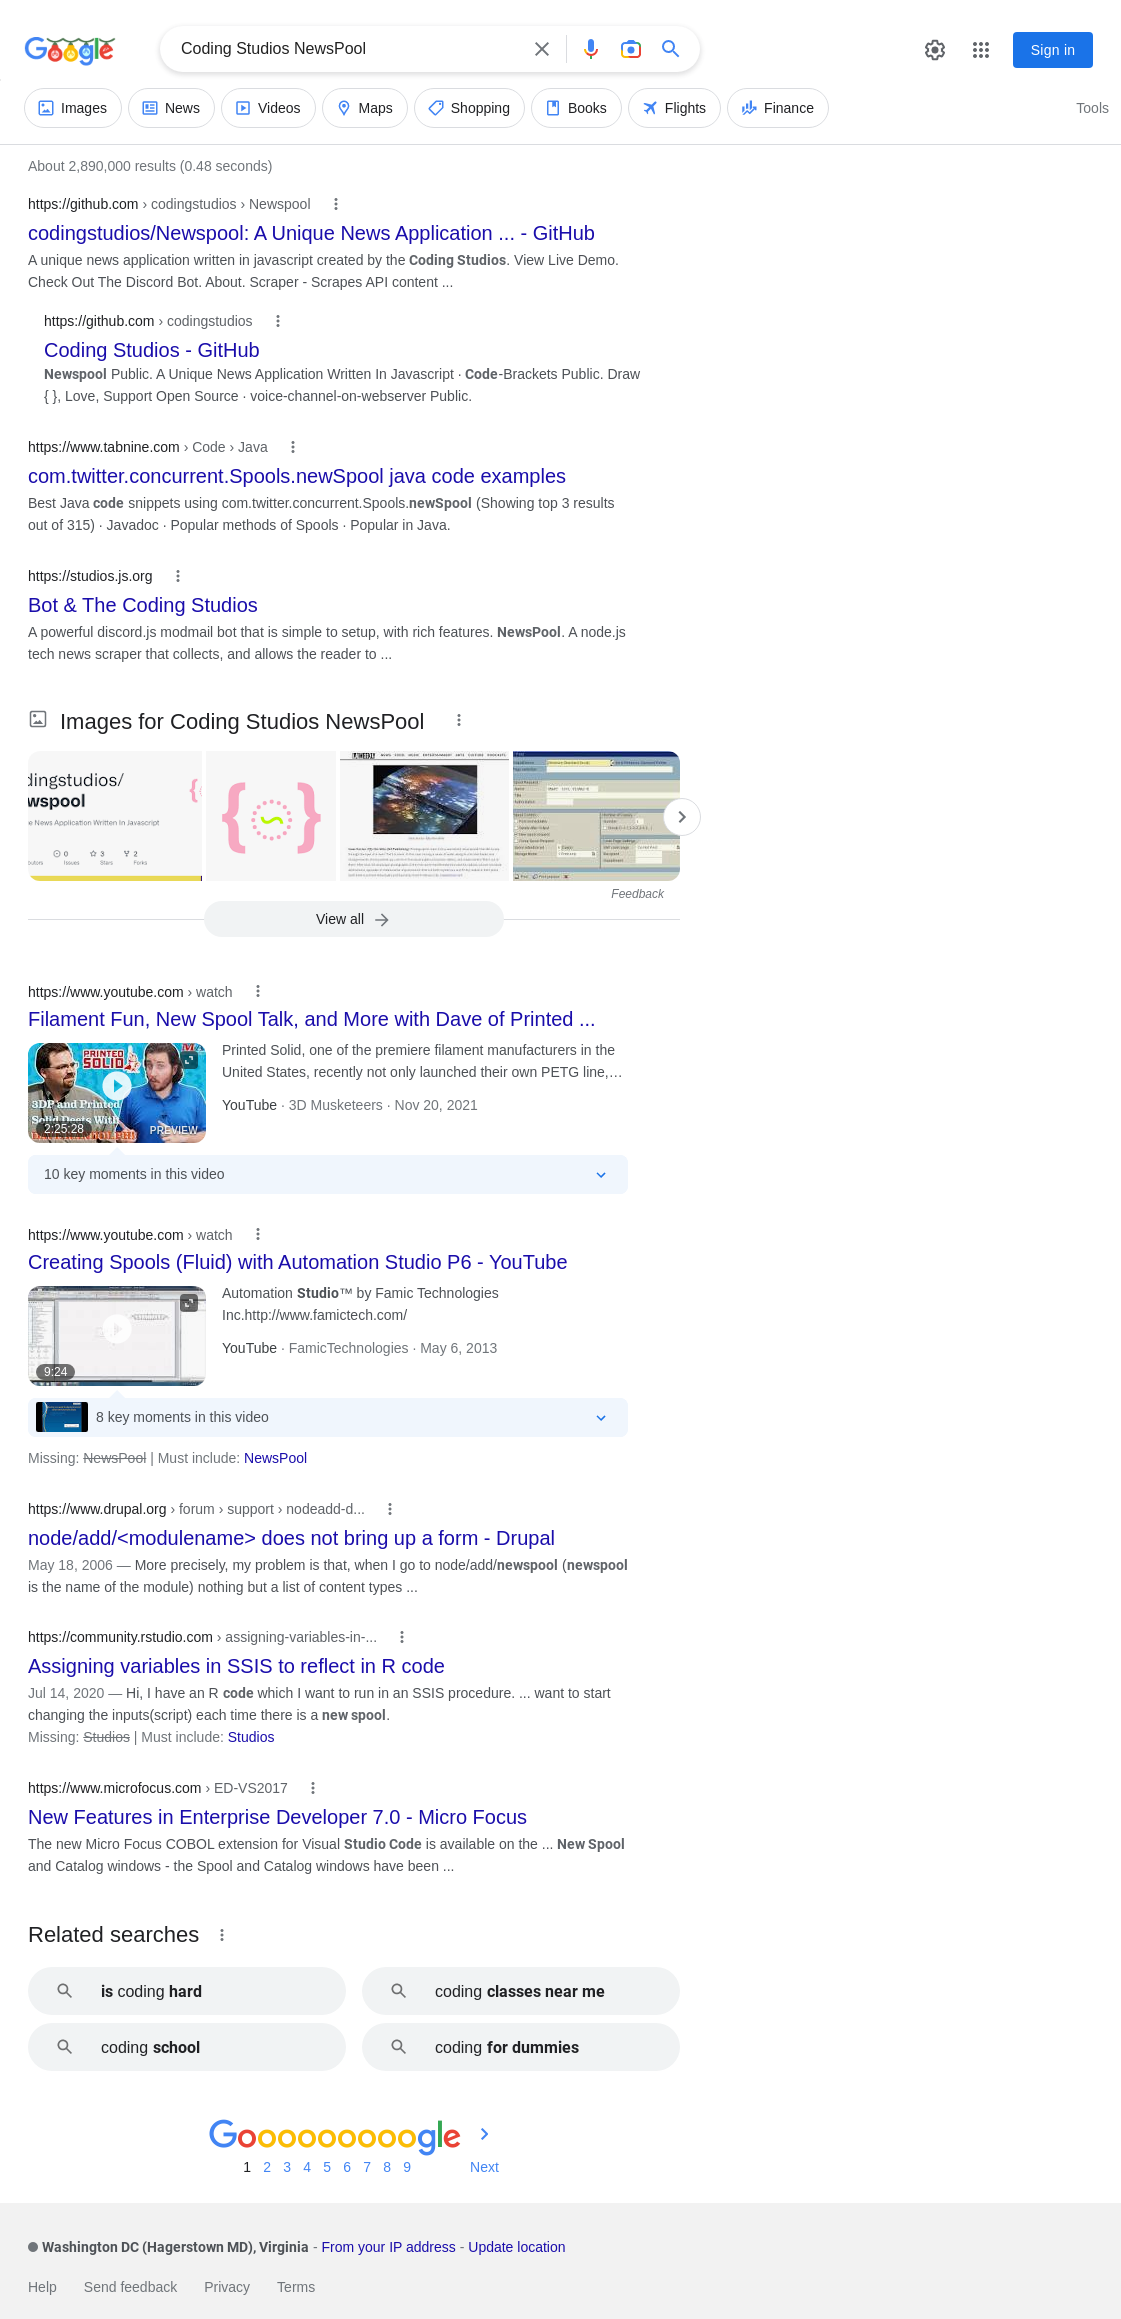 Google
Coding Studios NewsPool
Sign in
Images
News
Videos
Maps
Shopping
Books
Flights
Finance
Tools
About 2,890,000 results (0.48 seconds)
https://github.com › codingstudios › Newspool
codingstudios/Newspool: A Unique News Application ... - GitHub
A unique news application written in javascript created by the Coding Studios. View Live Demo.
Check Out The Discord Bot. About. Scraper - Scrapes API content ...
https://github.com › codingstudios
Coding Studios - GitHub
Newspool Public. A Unique News Application Written In Javascript · Code-Brackets Public. Draw
{ }, Love, Support Open Source · voice-channel-on-webserver Public.
https://www.tabnine.com › Code › Java
com.twitter.concurrent.Spools.newSpool java code examples
Best Java code snippets using com.twitter.concurrent.Spools.newSpool (Showing top 3 results
out of 315) · Javadoc · Popular methods of Spools · Popular in Java.
https://studios.js.org
Bot & The Coding Studios
A powerful discord.js modmail bot that is simple to setup, with rich features. NewsPool. A node.js
tech news scraper that collects, and allows the reader to ...
Images for Coding Studios NewsPool
dingstudios/
wspool
e News Application Written In Javascript
0
3
2
utors
Issues
Stars
Forks
WEEKLY
Feedback
View all
https://www.youtube.com › watch
Filament Fun, New Spool Talk, and More with Dave of Printed ...
PRINTED
SOLID
3DP and Printed
Solid Deets With
2:25:28
PREVIEW
Printed Solid, one of the premiere filament manufacturers in the
United States, recently not only launched their own PETG line,…
YouTube · 3D Musketeers · Nov 20, 2021
10 key moments in this video
https://www.youtube.com › watch
Creating Spools (Fluid) with Automation Studio P6 - YouTube
9:24
Automation Studio™ by Famic Technologies
Inc.http://www.famictech.com/
YouTube · FamicTechnologies · May 6, 2013
8 key moments in this video
Missing: NewsPool | Must include: NewsPool
https://www.drupal.org › forum › support › nodeadd-d...
node/add/<modulename> does not bring up a form - Drupal
May 18, 2006 — More precisely, my problem is that, when I go to node/add/newspool (newspool
is the name of the module) nothing but a list of content types ...
https://community.rstudio.com › assigning-variables-in-...
Assigning variables in SSIS to reflect in R code
Jul 14, 2020 — Hi, I have an R code which I want to run in an SSIS procedure. ... want to start
changing the inputs(script) each time there is a new spool.
Missing: Studios | Must include: Studios
https://www.microfocus.com › ED-VS2017
New Features in Enterprise Developer 7.0 - Micro Focus
The new Micro Focus COBOL extension for Visual Studio Code is available on the ... New Spool
and Catalog windows - the Spool and Catalog windows have been ...
Related searches
is coding hard
coding classes near me
coding school
coding for dummies
Gooooooooogle
1 2 3 4 5 6 7 8 9 Next
Washington DC (Hagerstown MD), Virginia - From your IP address - Update location
Help Send feedback Privacy Terms